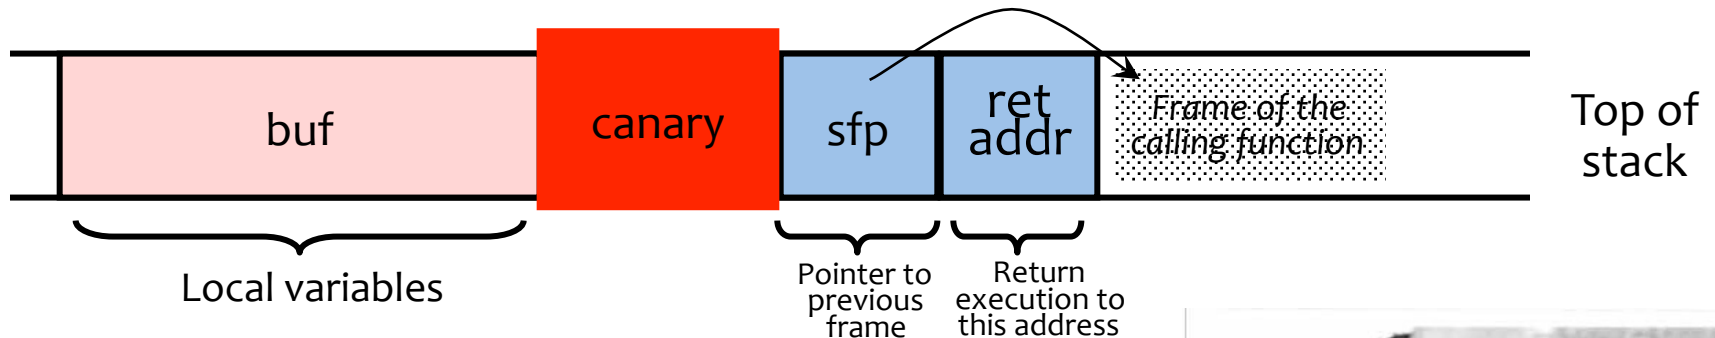 buf
canary
sfp
ret
addr
Frame of the
calling function
Top of
stack
Local variables
Pointer to
previous
frame
Return
execution to
this address